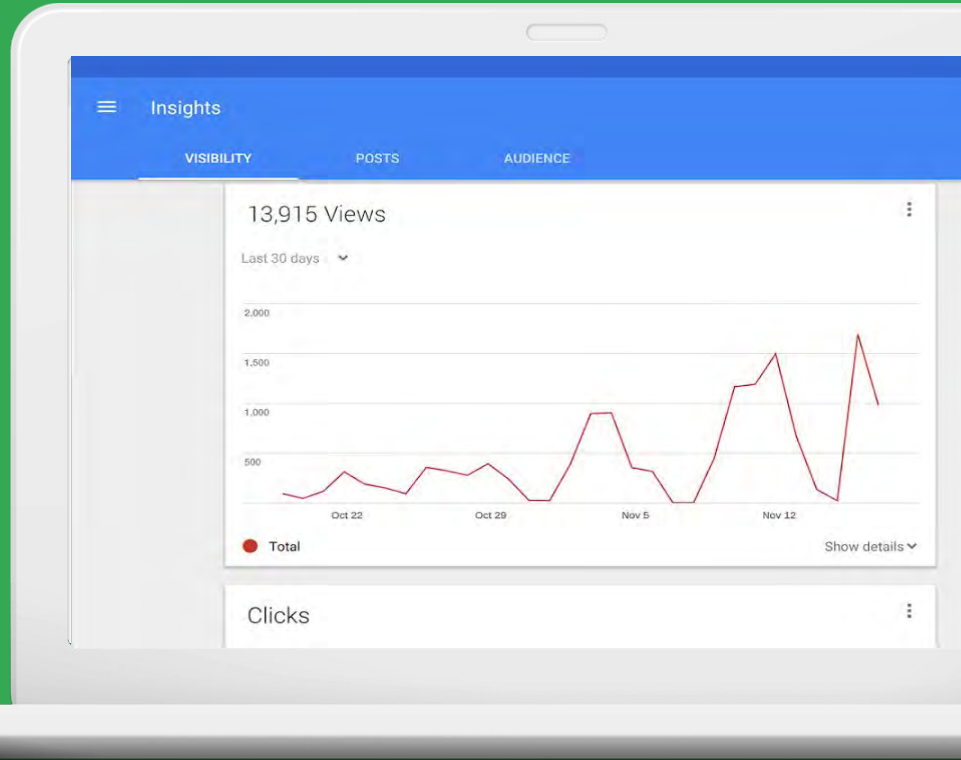 Insights
VISIBILITY POSTS AUDIENCE
13,915 Views
Last 30 days
2,000
1,500
1,000
500
Oct 22 Oct 29 Nov 5 Nov 12
Total Show details
Clicks